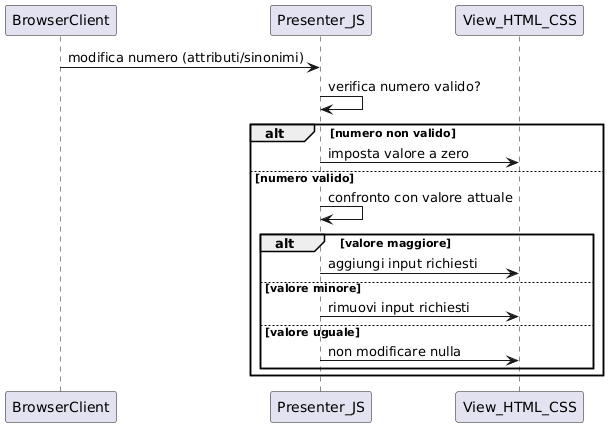 BrowserClient Presenter_JS View_HTML_CSS
modifica numero (attributi/sinonimi)
verifica numero valido?
alt [numero non valido]
imposta valore a zero
[numero valido]
confronto con valore attuale
alt [valore maggiore]
aggiungi input richiesti
[valore minore]
rimuovi input richiesti
[valore uguale]
non modificare nulla
BrowserClient Presenter_JS View_HTML_CSS